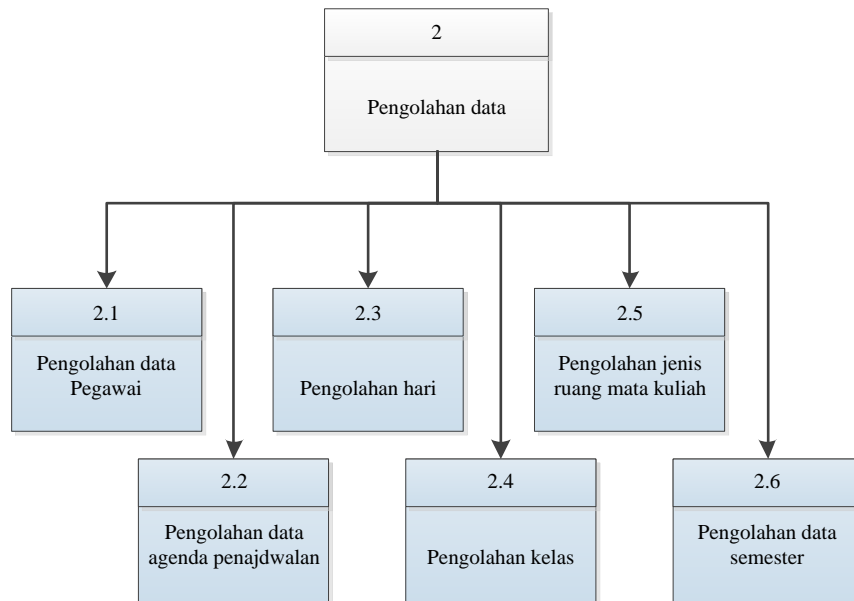 2
Pengolahan data
2.1
Pengolahan data
Pegawai
2.3
Pengolahan hari
2.5
Pengolahan jenis
ruang mata kuliah
2.2
Pengolahan data
agenda penajdwalan
2.4
Pengolahan kelas
2.6
Pengolahan data
semester